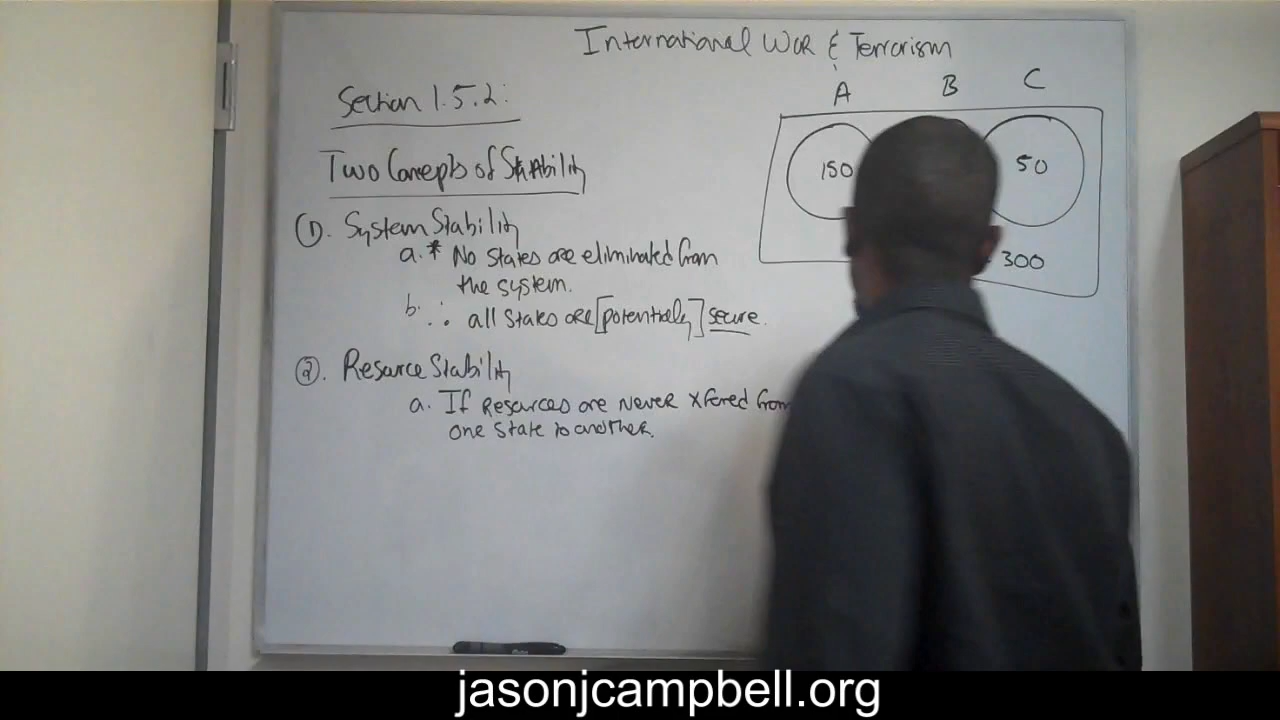 International War & Terrorism
Section 1.5.2:
Two Concepts of Stability
A B C
150 50
300
①. System Stability
a. * No States are eliminated from
the system.
b. ∴ all States are [potentially] secure.
②. Resource Stability
a. If Resources are never xfered from
one State to another.
jasonjcampbell.org